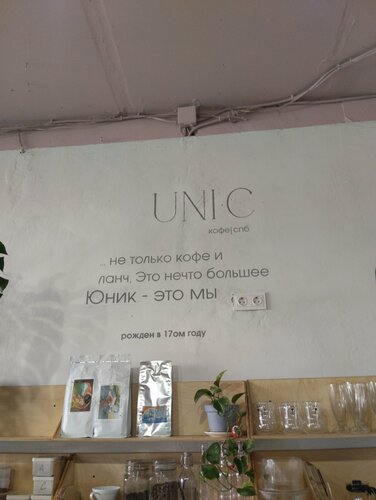 UNI·C
кофе|спб
... не только кофе и
ланч, Это нечто большее
Юник - это мы
рожден в 17ом году